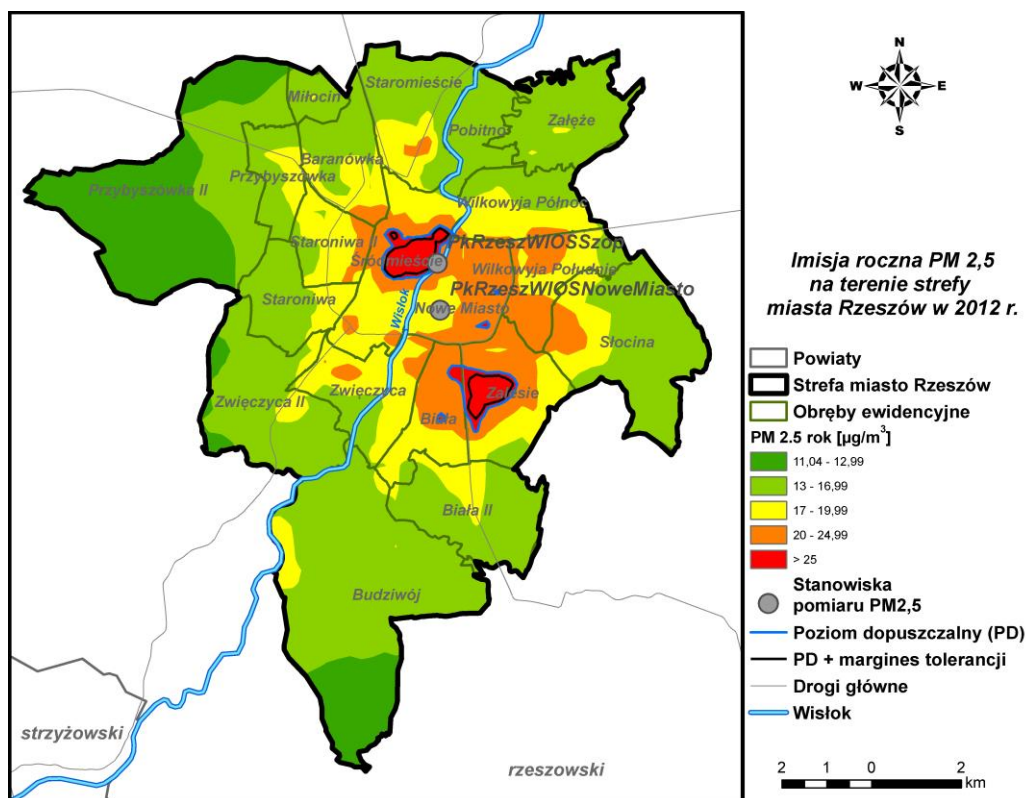 Staromieście
Miłocin
Pobitno
Załęże
Baranówka
Przybyszówka
Przybyszówka II
Wilkowyja Północ
Staroniwa II
PkRzeszWIOSSzop
Śródmieście
Wilkowyja Południe
PkRzeszWIOSNoweMiasto
Staroniwa
Wisłok
Nowe Miasto
Słocina
Zwięczyca
Zalesie
Zwięczyca II
Biała
Biała II
Budziwój
strzyżowski
rzeszowski
N
W E
S
Imisja roczna PM 2,5
na terenie strefy
miasta Rzeszów w 2012 r.
Powiaty
Strefa miasto Rzeszów
Obręby ewidencyjne
PM 2.5 rok [µg/m³]
11,04 - 12,99
13 - 16,99
17 - 19,99
20 - 24,99
> 25
Stanowiska
pomiaru PM2,5
Poziom dopuszczalny (PD)
PD + margines tolerancji
Drogi główne
Wisłok
2 1 0 2
km